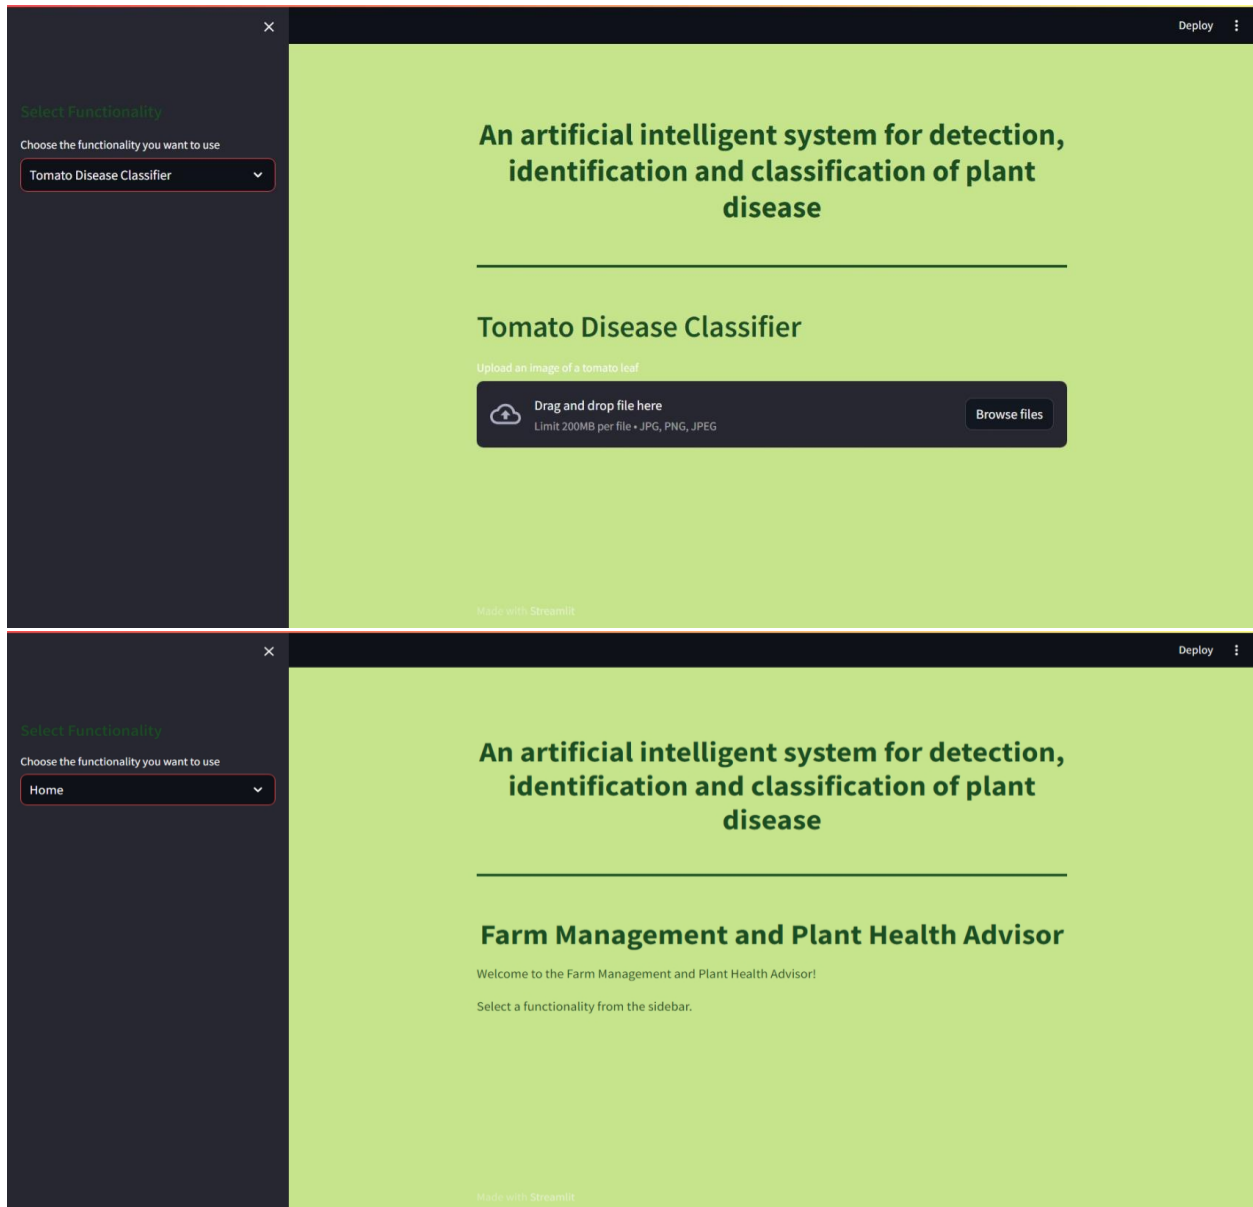 Deploy
Select Functionality
Choose the functionality you want to use
Tomato Disease Classifier
An artificial intelligent system for detection,
identification and classification of plant
disease
Tomato Disease Classifier
Upload an image of a tomato leaf
Drag and drop file here
Limit 200MB per file • JPG, PNG, JPEG
Browse files
Made with Streamlit
Deploy
Select Functionality
Choose the functionality you want to use
Home
An artificial intelligent system for detection,
identification and classification of plant
disease
Farm Management and Plant Health Advisor
Welcome to the Farm Management and Plant Health Advisor!
Select a functionality from the sidebar.
Made with Streamlit